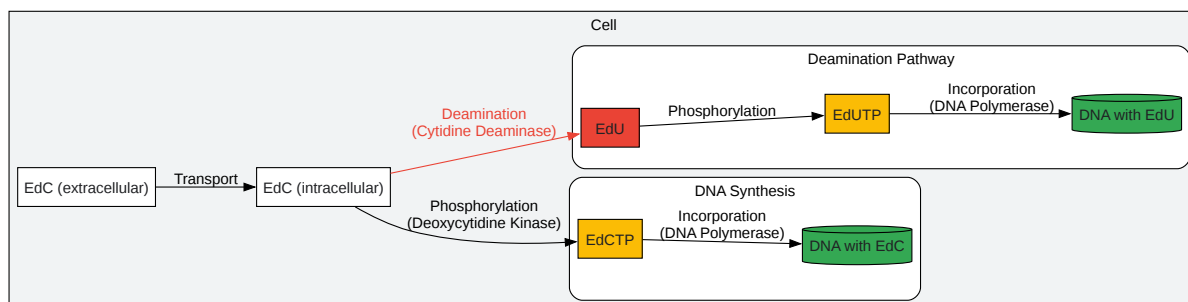 Cell
Deamination Pathway
Deamination
(Cytidine Deaminase)
EdU
Phosphorylation
EdUTP
Incorporation
(DNA Polymerase)
DNA with EdU
EdC (extracellular)
Transport
EdC (intracellular)
Phosphorylation
(Deoxycytidine Kinase)
DNA Synthesis
EdCTP
Incorporation
(DNA Polymerase)
DNA with EdC